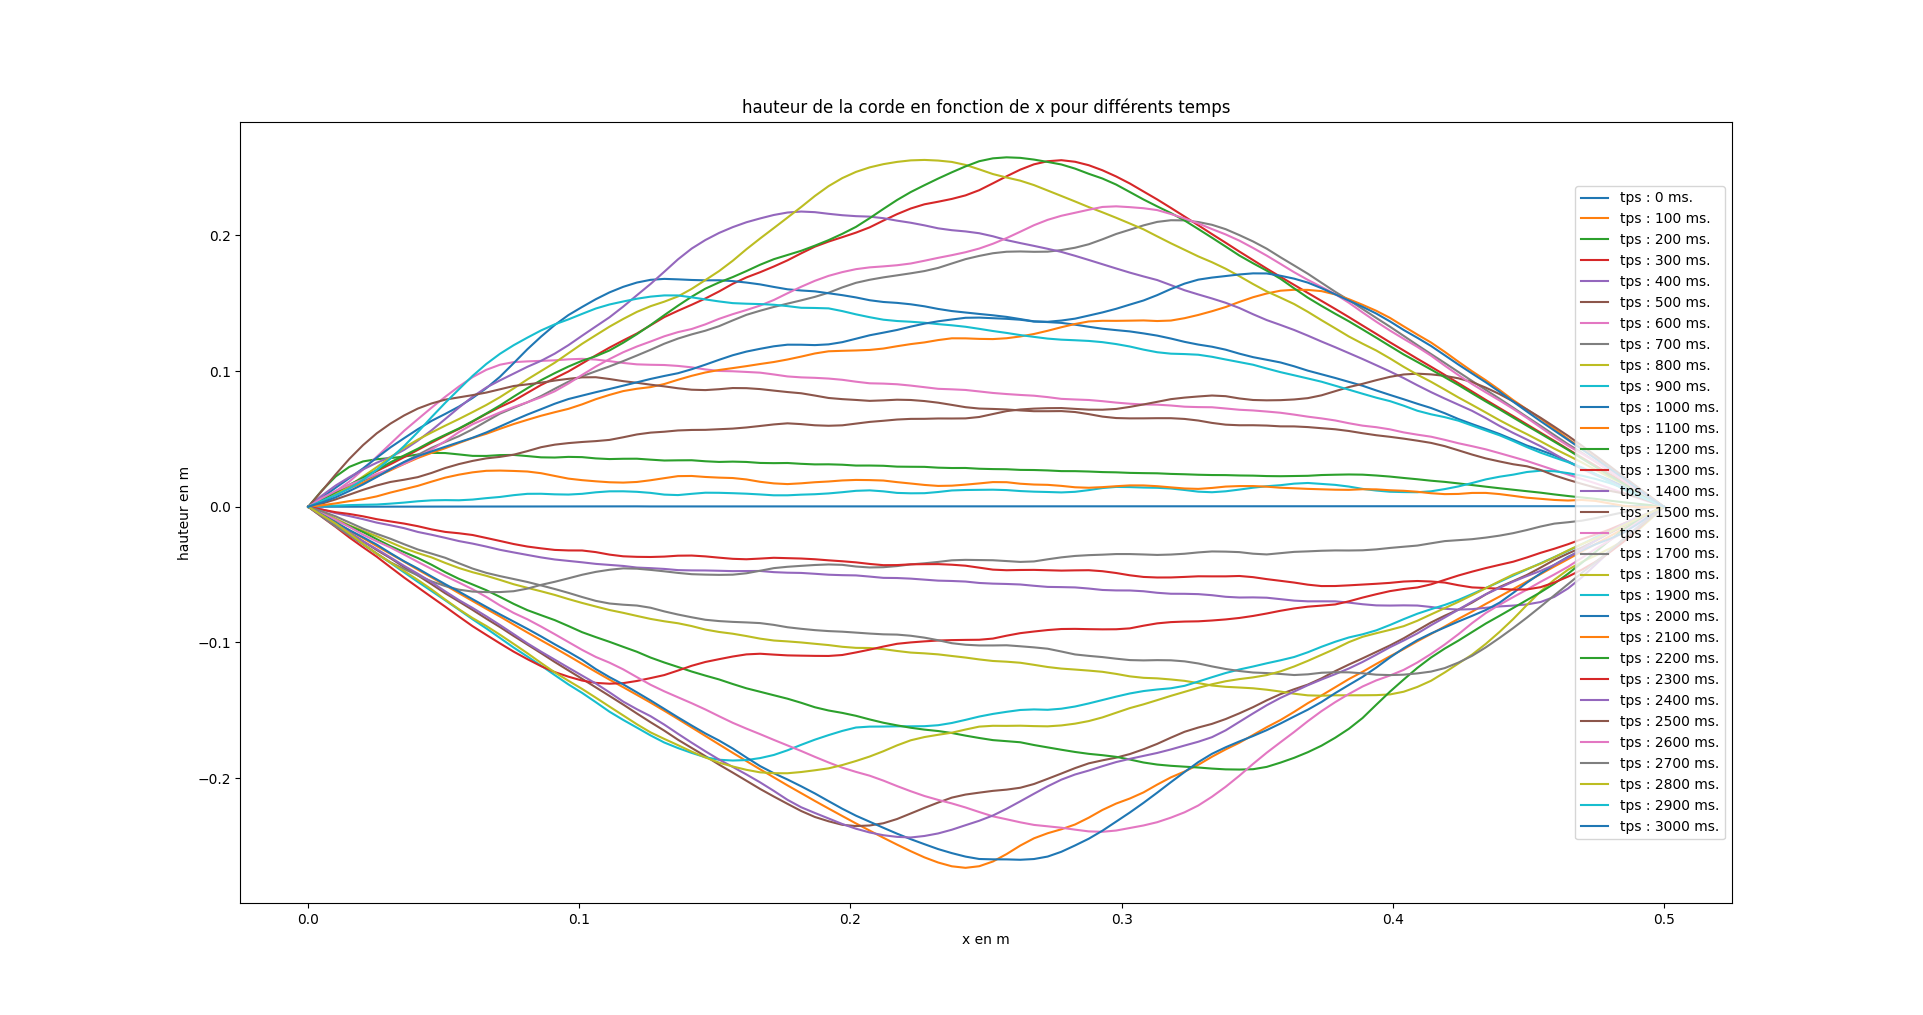 hauteur de la corde en fonction de x pour différents temps
hauteur en m
0.2
0.1
0.0
−0.1
−0.2
0.0
0.1
0.2
0.3
0.4
0.5
x en m
tps : 0 ms.
tps : 100 ms.
tps : 200 ms.
tps : 300 ms.
tps : 400 ms.
tps : 500 ms.
tps : 600 ms.
tps : 700 ms.
tps : 800 ms.
tps : 900 ms.
tps : 1000 ms.
tps : 1100 ms.
tps : 1200 ms.
tps : 1300 ms.
tps : 1400 ms.
tps : 1500 ms.
tps : 1600 ms.
tps : 1700 ms.
tps : 1800 ms.
tps : 1900 ms.
tps : 2000 ms.
tps : 2100 ms.
tps : 2200 ms.
tps : 2300 ms.
tps : 2400 ms.
tps : 2500 ms.
tps : 2600 ms.
tps : 2700 ms.
tps : 2800 ms.
tps : 2900 ms.
tps : 3000 ms.